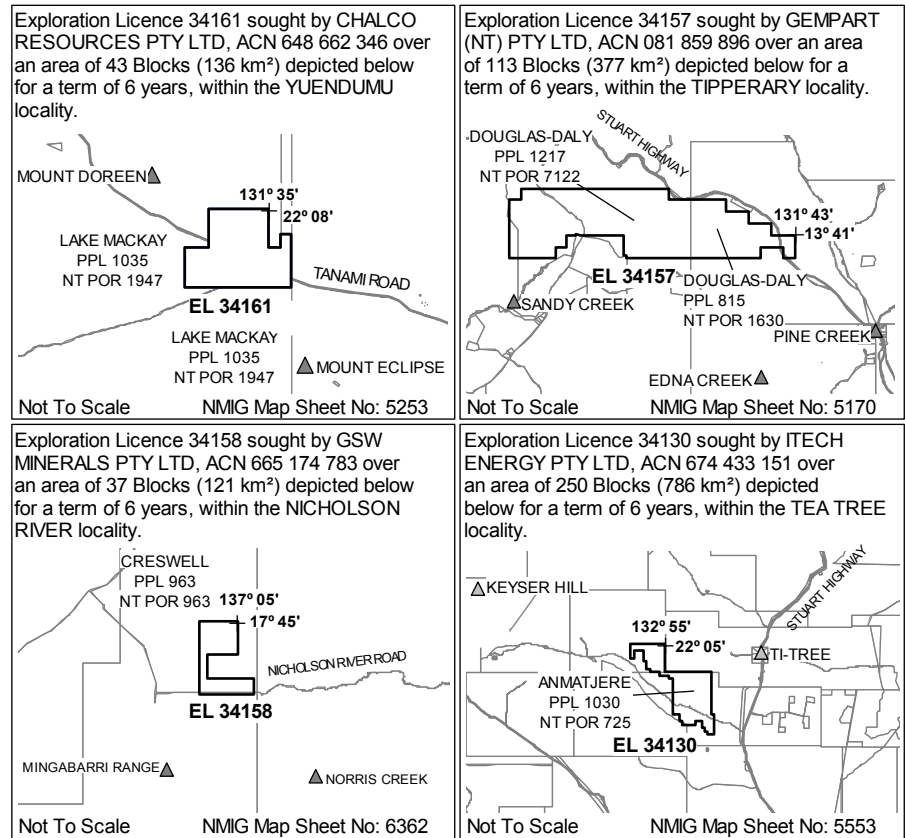 Exploration Licence 34161 sought by CHALCO
RESOURCES PTY LTD, ACN 648 662 346 over
an area of 43 Blocks (136 km²) depicted below
for a term of 6 years, within the YUENDUMU
locality.
MOUNT DOREEN
131° 35'
22° 08'
LAKE MACKAY
PPL 1035
NT POR 1947
TANAMI ROAD
EL 34161
LAKE MACKAY
PPL 1035
NT POR 1947
MOUNT ECLIPSE
Not To Scale
NMIG Map Sheet No: 5253
Exploration Licence 34157 sought by GEMPART
(NT) PTY LTD, ACN 081 859 896 over an area
of 113 Blocks (377 km²) depicted below for a
term of 6 years, within the TIPPERARY locality.
STUART HIGHWAY
DOUGLAS-DALY
PPL 1217
NT POR 7122
131° 43'
13° 41'
EL 34157
DOUGLAS-DALY
PPL 815
NT POR 1630
SANDY CREEK
PINE CREEK
EDNA CREEK
Not To Scale
NMIG Map Sheet No: 5170
Exploration Licence 34158 sought by GSW
MINERALS PTY LTD, ACN 665 174 783 over
an area of 37 Blocks (121 km²) depicted below
for a term of 6 years, within the NICHOLSON
RIVER locality.
CRESWELL
PPL 963
NT POR 963
137° 05'
17° 45'
NICHOLSON RIVER ROAD
EL 34158
MINGABARRI RANGE
NORRIS CREEK
Not To Scale
NMIG Map Sheet No: 6362
Exploration Licence 34130 sought by ITECH
ENERGY PTY LTD, ACN 674 433 151 over
an area of 250 Blocks (786 km²) depicted
below for a term of 6 years, within the TEA TREE
locality.
KEYSER HILL
STUART HIGHWAY
132° 55'
22° 05'
TI-TREE
ANMATJERE
PPL 1030
NT POR 725
EL 34130
Not To Scale
NMIG Map Sheet No: 5553